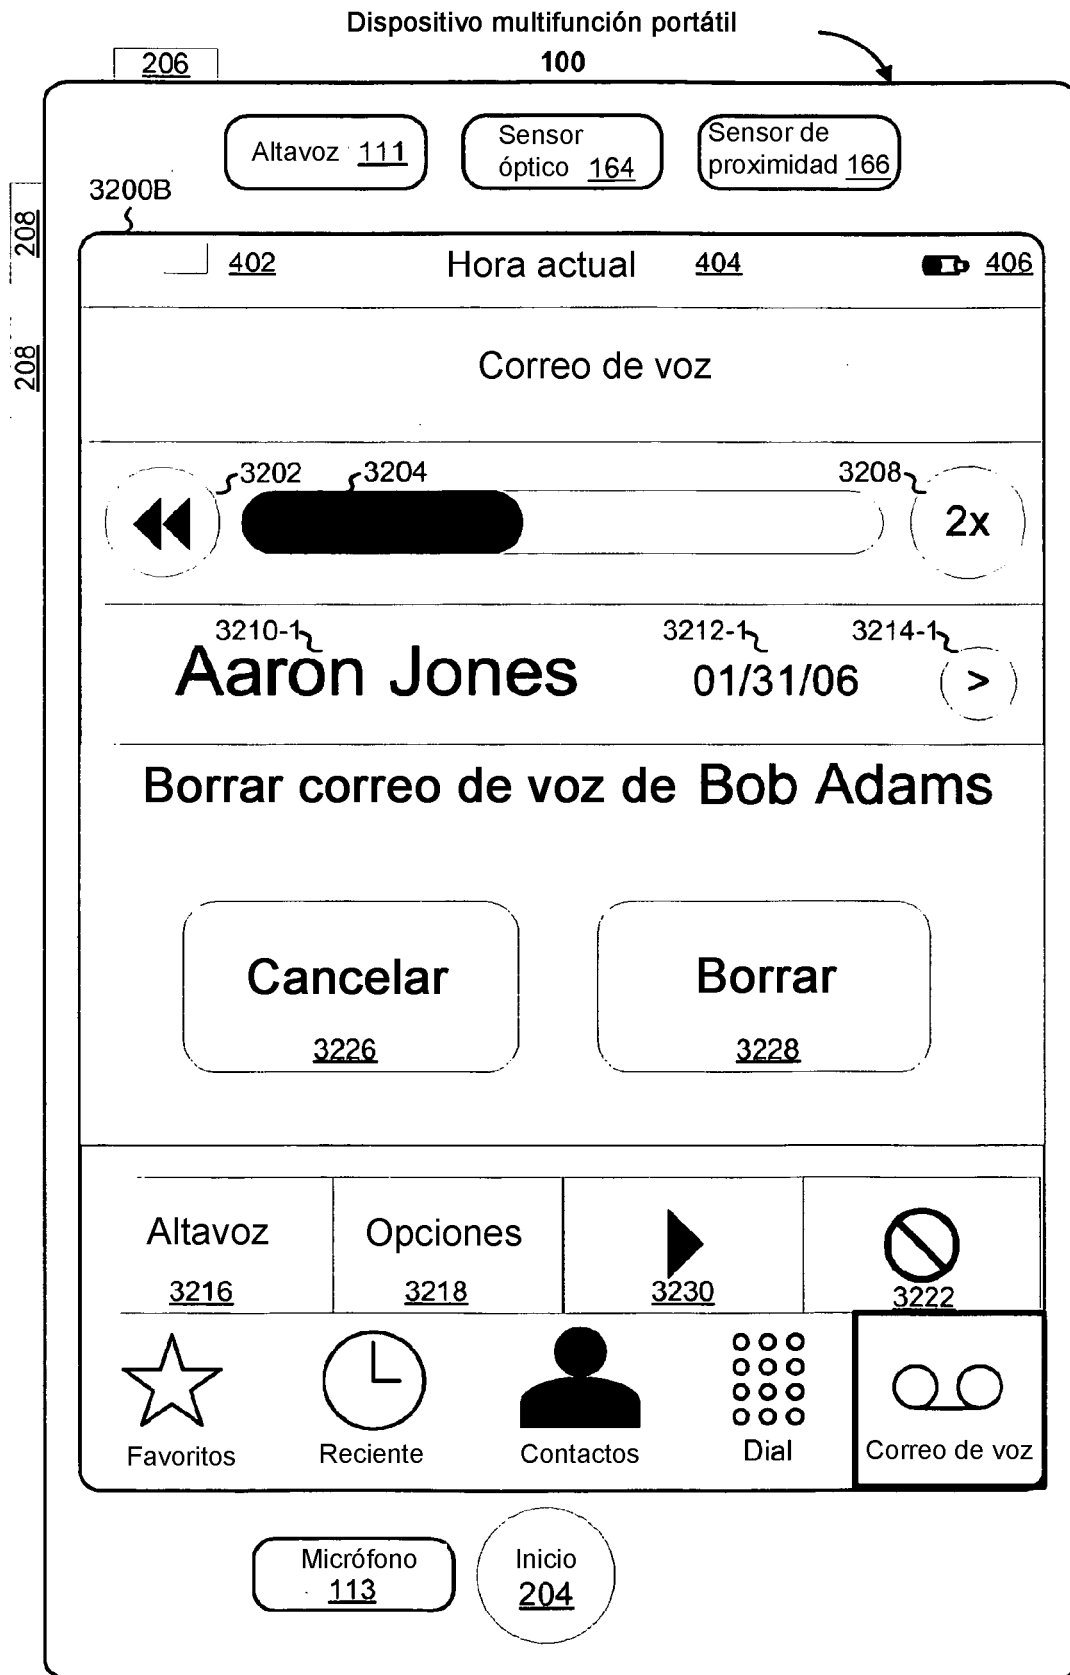 Dispositivo multifunción portátil
100
206
Altavoz 111
Sensor
óptico 164
Sensor de
proximidad 166
3200B
208
208
402 Hora actual 404 406
Correo de voz
3202 3204 3208
2x
3210-1 3212-1 3214-1
Aaron Jones 01/31/06 >
Borrar correo de voz de Bob Adams
Cancelar Borrar
3226 3228
Altavoz Opciones
3216 3218 3230 3222
Favoritos Reciente Contactos Dial Correo de voz
Micrófono
113
Inicio
204